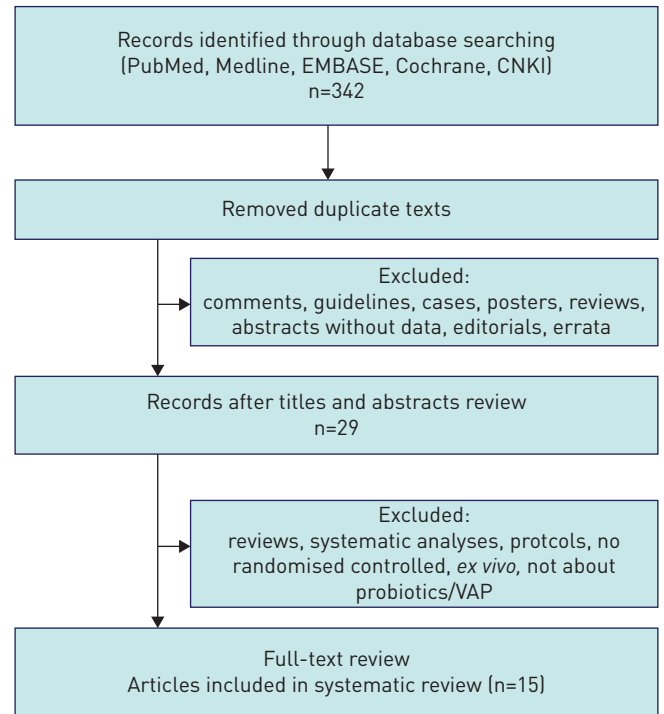 Records identified through database searching
(PubMed, Medline, EMBASE, Cochrane, CNKI)
n=342
Removed duplicate texts
Excluded:
comments, guidelines, cases, posters, reviews,
abstracts without data, editorials, errata
Records after titles and abstracts review
n=29
Excluded:
reviews, systematic analyses, protcols, no
randomised controlled, ex vivo, not about
probiotics/VAP
Full-text review
Articles included in systematic review (n=15)